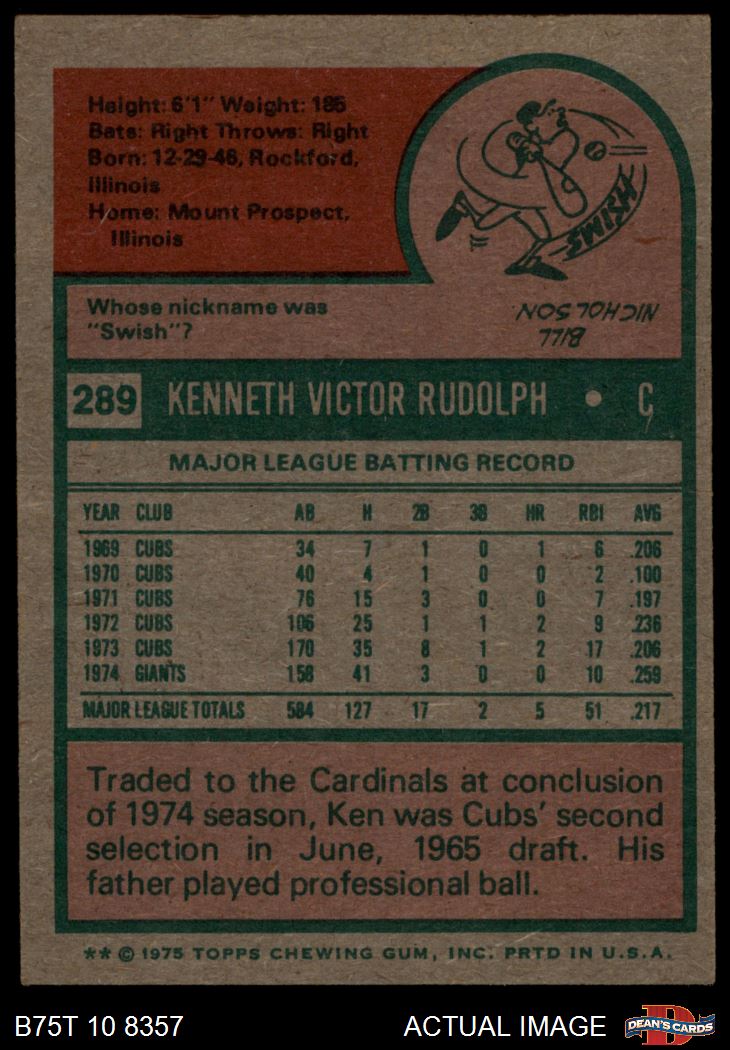 Height: 6'1" Weight: 185
Bats: Right Throws: Right
Born: 12-29-46, Rockford,
Illinois
Home: Mount Prospect,
Illinois
SWISH
Whose nickname was
"Swish"?
BILL
NICHOLSON
289 KENNETH VICTOR RUDOLPH • C
MAJOR LEAGUE BATTING RECORD
YEAR CLUB AB H 2B 3B HR RBI AVG
1969 CUBS 34 7 1 0 1 6 .206
1970 CUBS 40 4 1 0 0 2 .100
1971 CUBS 76 15 3 0 0 7 .197
1972 CUBS 106 25 1 1 2 9 .236
1973 CUBS 170 35 8 1 2 17 .206
1974 GIANTS 158 41 3 0 0 10 .259
MAJOR LEAGUE TOTALS 584 127 17 2 5 51 .217
Traded to the Cardinals at conclusion
of 1974 season, Ken was Cubs' second
selection in June, 1965 draft. His
father played professional ball.
** © 1975 TOPPS CHEWING GUM, INC. PRTD IN U.S.A.
B75T 10 8357 ACTUAL IMAGE D DEAN'S CARDS